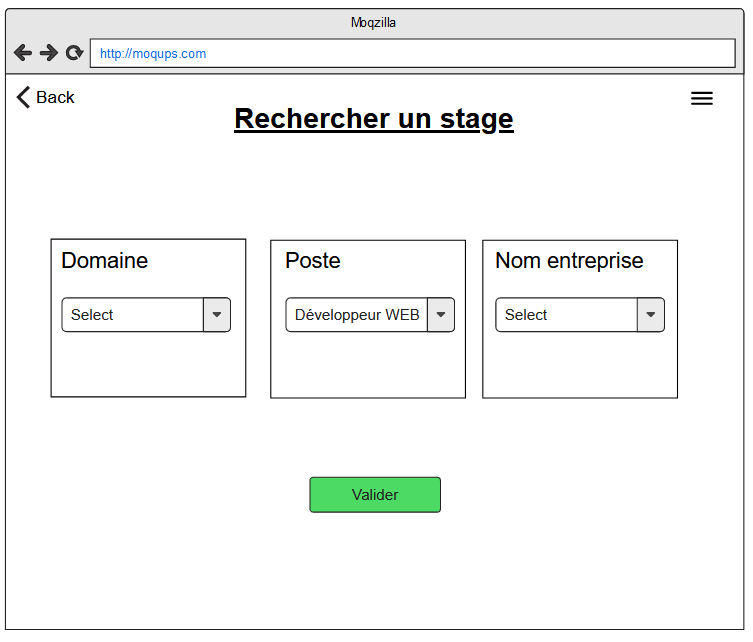 Moqzilla
http://moqups.com
Back
Rechercher un stage
Domaine
Select
Poste
Développeur WEB
Nom entreprise
Select
Valider